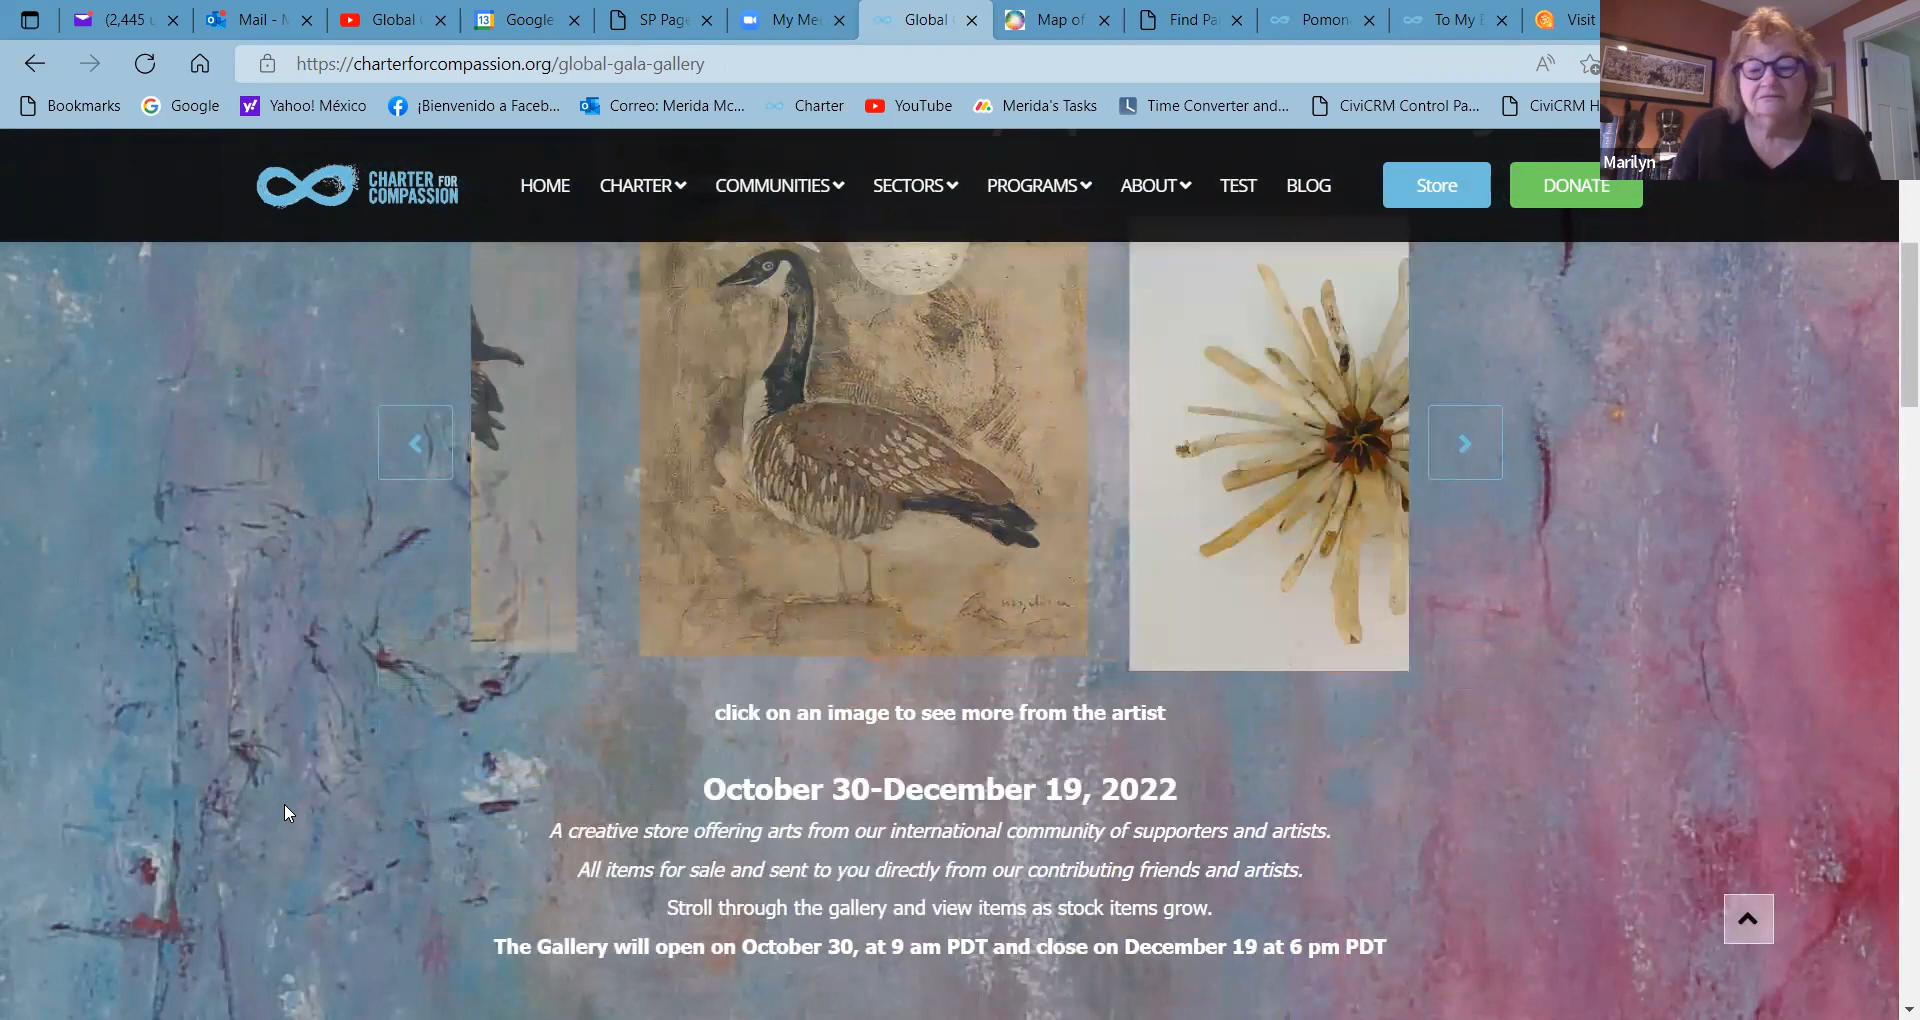 (2,445 u
Mail - M
Global
Google
SP Page
My Me
Global
Map of
Find Pa
Pomon
To My
Visit
https://charterforcompassion.org/global-gala-gallery
Bookmarks
Google
Yahoo! México
¡Bienvenido a Faceb...
Correo: Merida Mc...
Charter
YouTube
Merida's Tasks
Time Converter and...
CiviCRM Control Pa...
CiviCRM H
Marilyn
CHARTER FOR
COMPASSION
HOME
CHARTER
COMMUNITIES
SECTORS
PROGRAMS
ABOUT
TEST
BLOG
Store
DONATE
click on an image to see more from the artist
October 30-December 19, 2022
A creative store offering arts from our international community of supporters and artists.
All items for sale and sent to you directly from our contributing friends and artists.
Stroll through the gallery and view items as stock items grow.
The Gallery will open on October 30, at 9 am PDT and close on December 19 at 6 pm PDT